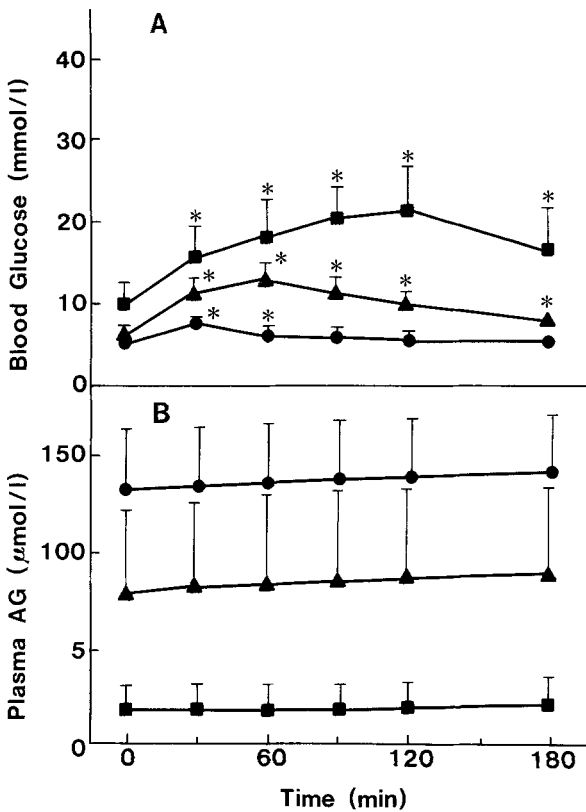 A
40
30
20
10
0
Blood Glucose (mmol/l)
* * * * *
* * * * *
* *
B
150
100
5
0
Plasma AG (μmol/l)
0 60 120 180
Time (min)